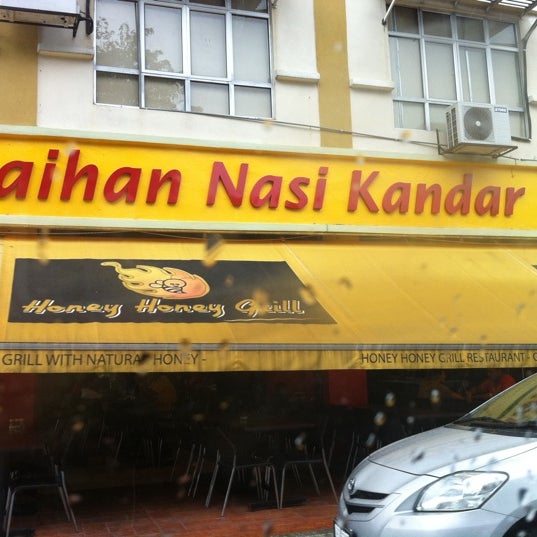 aihan Nasi Kandar
Honey Honey Grill
GRILL WITH NATURAL HONEY - HONEY HONEY GRILL RESTAURANT -